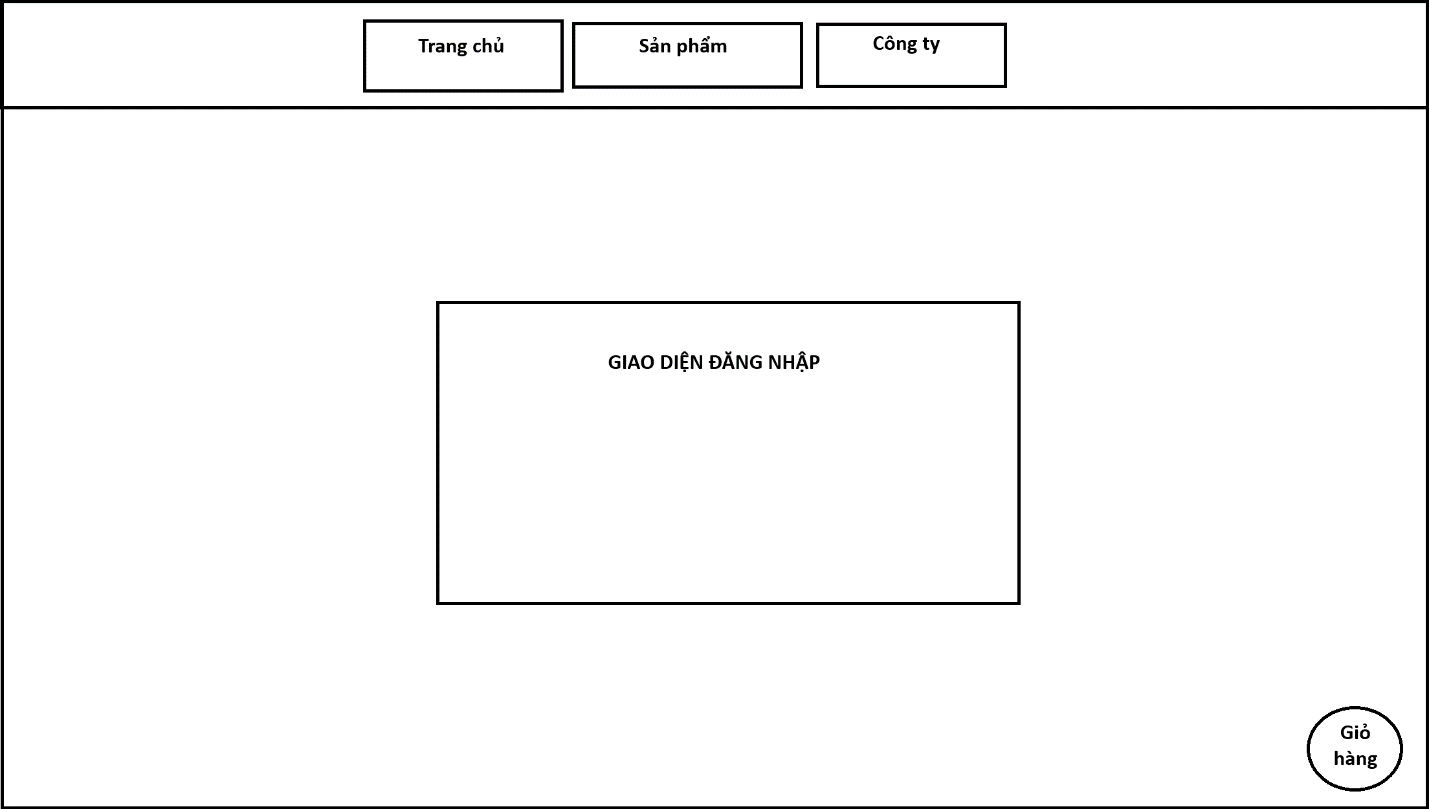 Trang chủ
Sản phẩm
Công ty
GIAO DIỆN ĐĂNG NHẬP
Giỏ
hàng